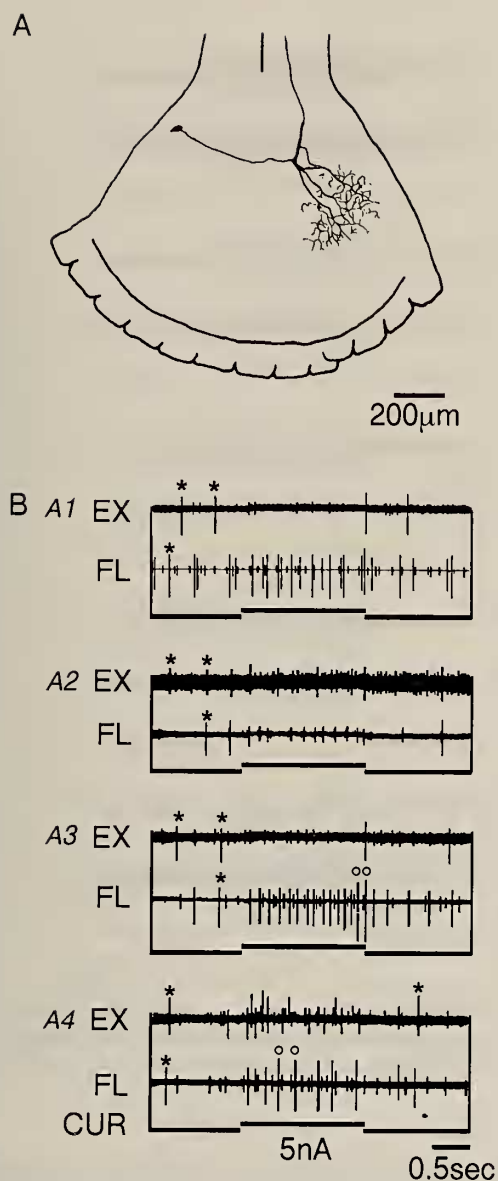 A
200μm
B A1 EX
* *
FL
*
A2 EX
* *
FL
*
A3 EX
* *
FL
*
°°
A4 EX
* *
FL
*
° °
CUR
5nA
0.5sec